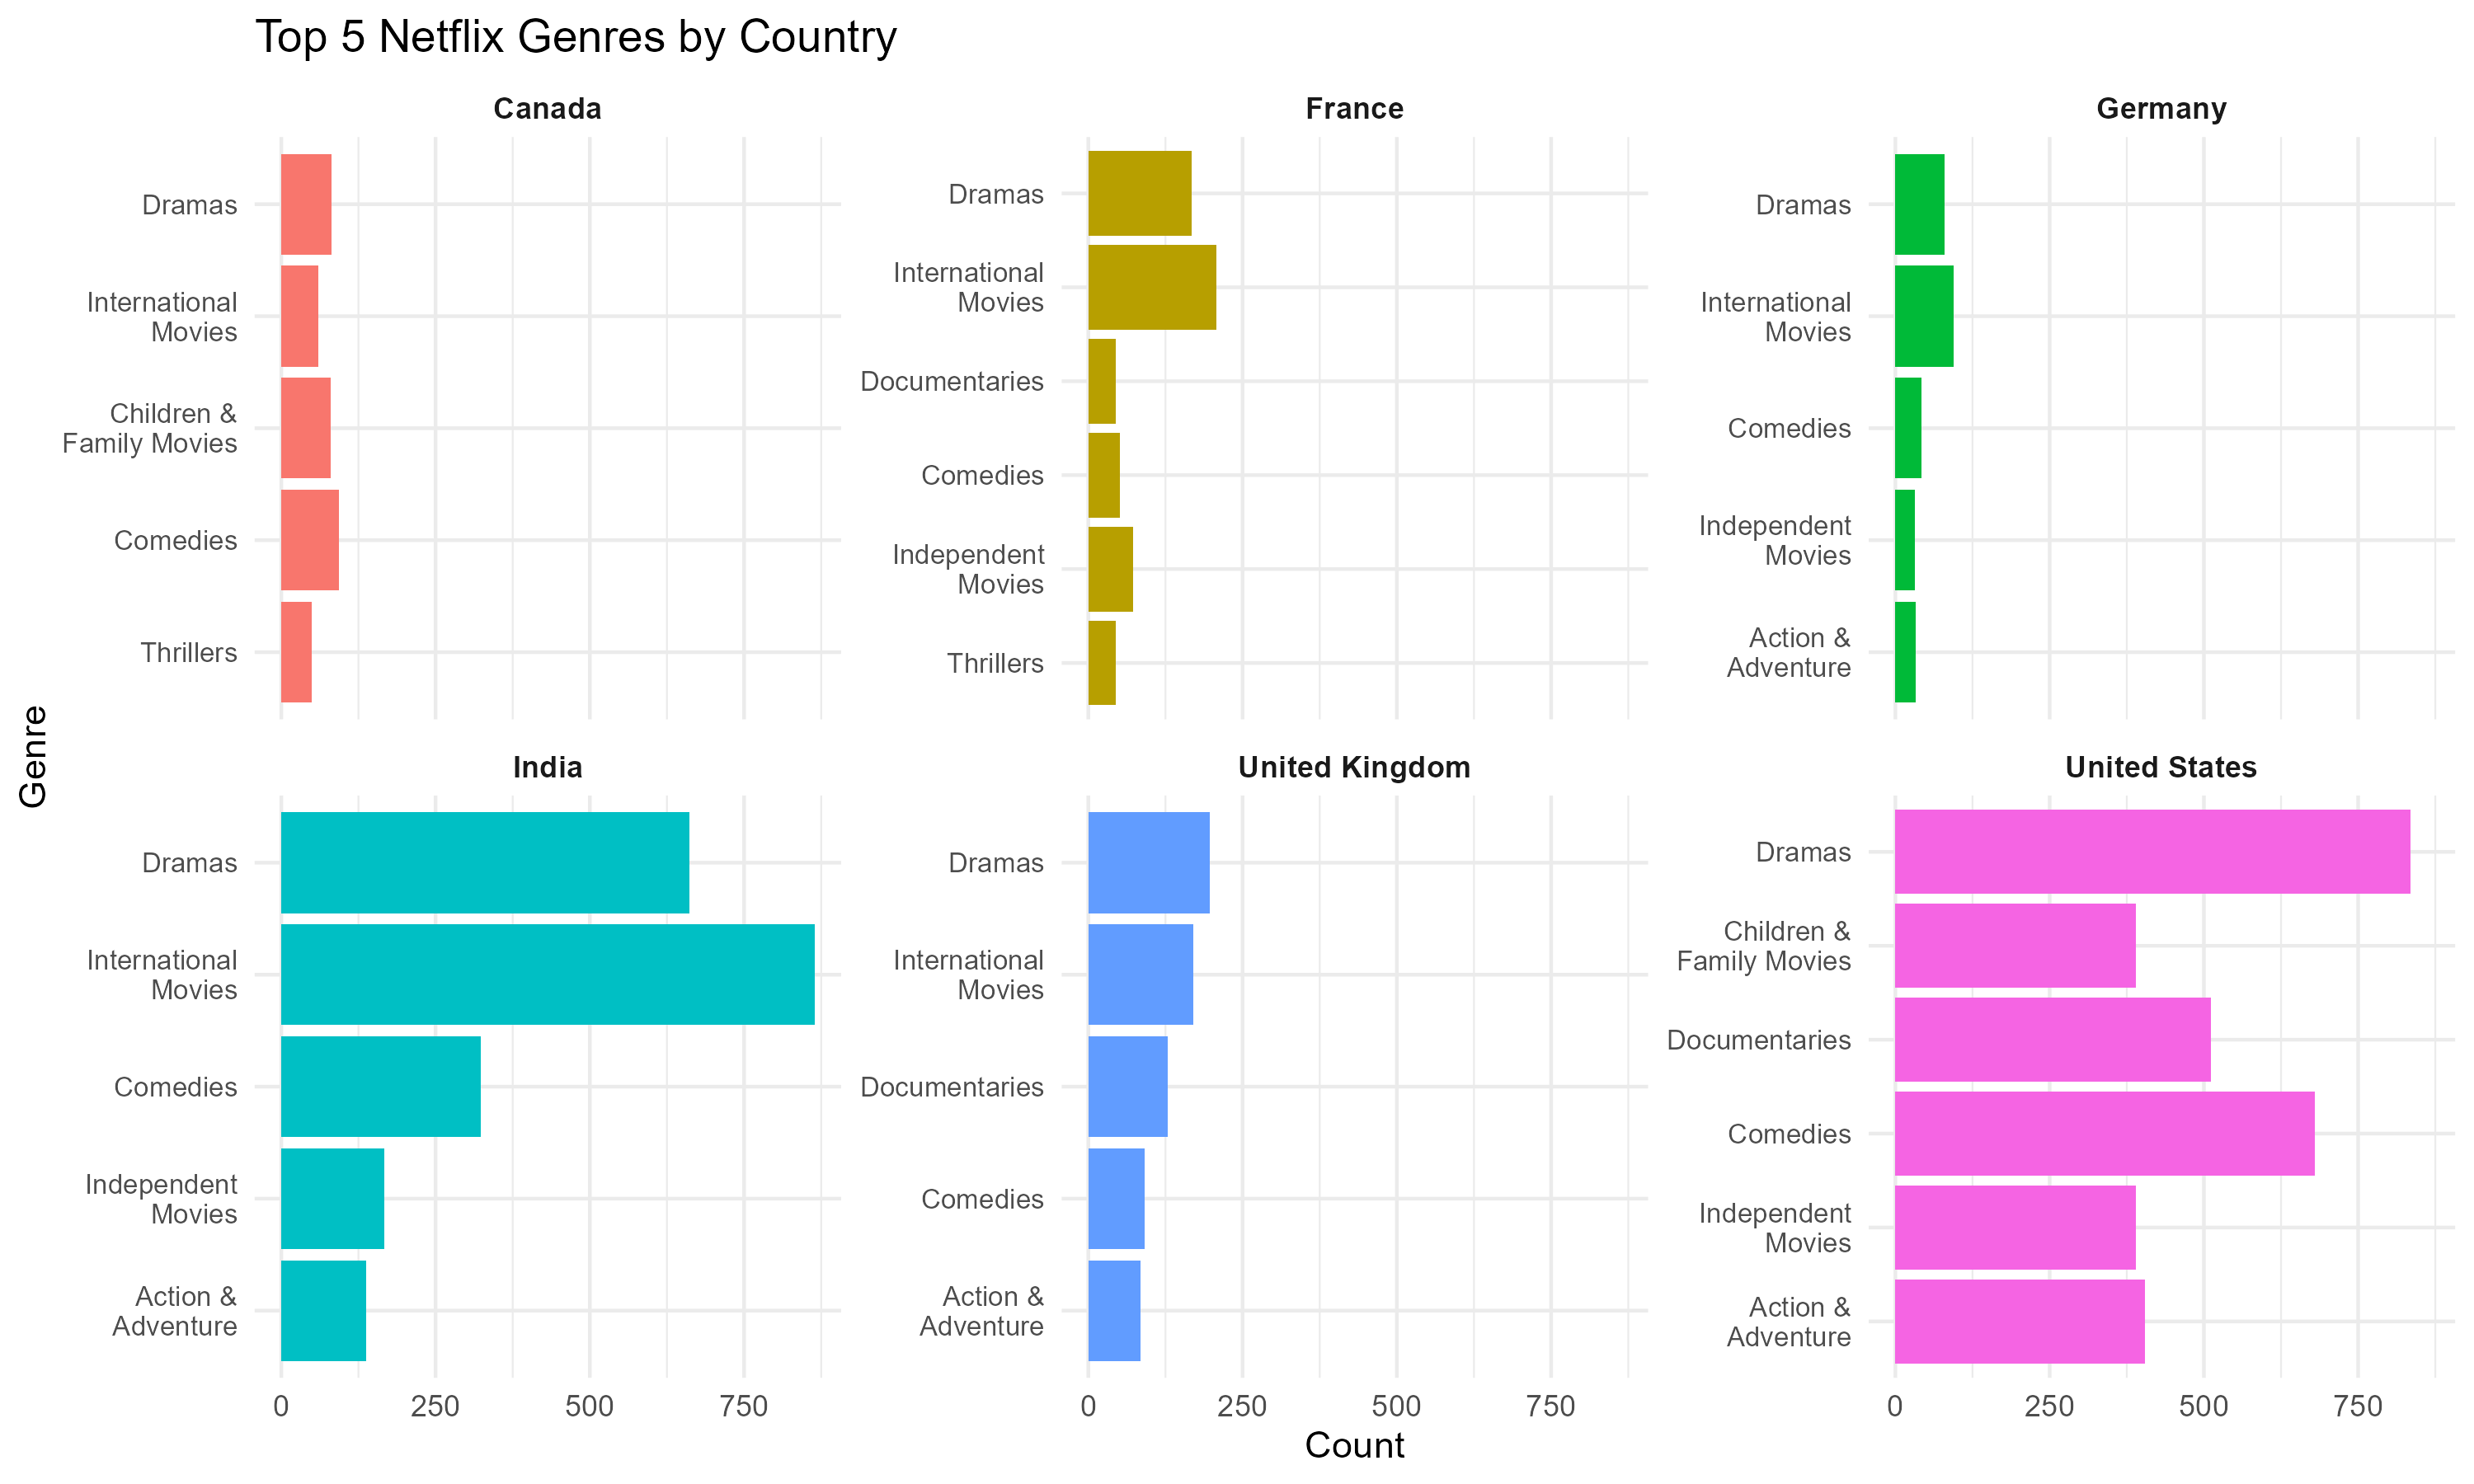 Top 5 Netflix Genres by Country
Canada
Dramas
International
Movies
Children &
Family Movies
Comedies
Thrillers
France
Dramas
International
Movies
Documentaries
Comedies
Independent
Movies
Thrillers
Germany
Dramas
International
Movies
Comedies
Independent
Movies
Action &
Adventure
Genre
India
Dramas
International
Movies
Comedies
Independent
Movies
Action &
Adventure
0 250 500 750
United Kingdom
Dramas
International
Movies
Documentaries
Comedies
Action &
Adventure
0 250 500 750
United States
Dramas
Children &
Family Movies
Documentaries
Comedies
Independent
Movies
Action &
Adventure
0 250 500 750
Count